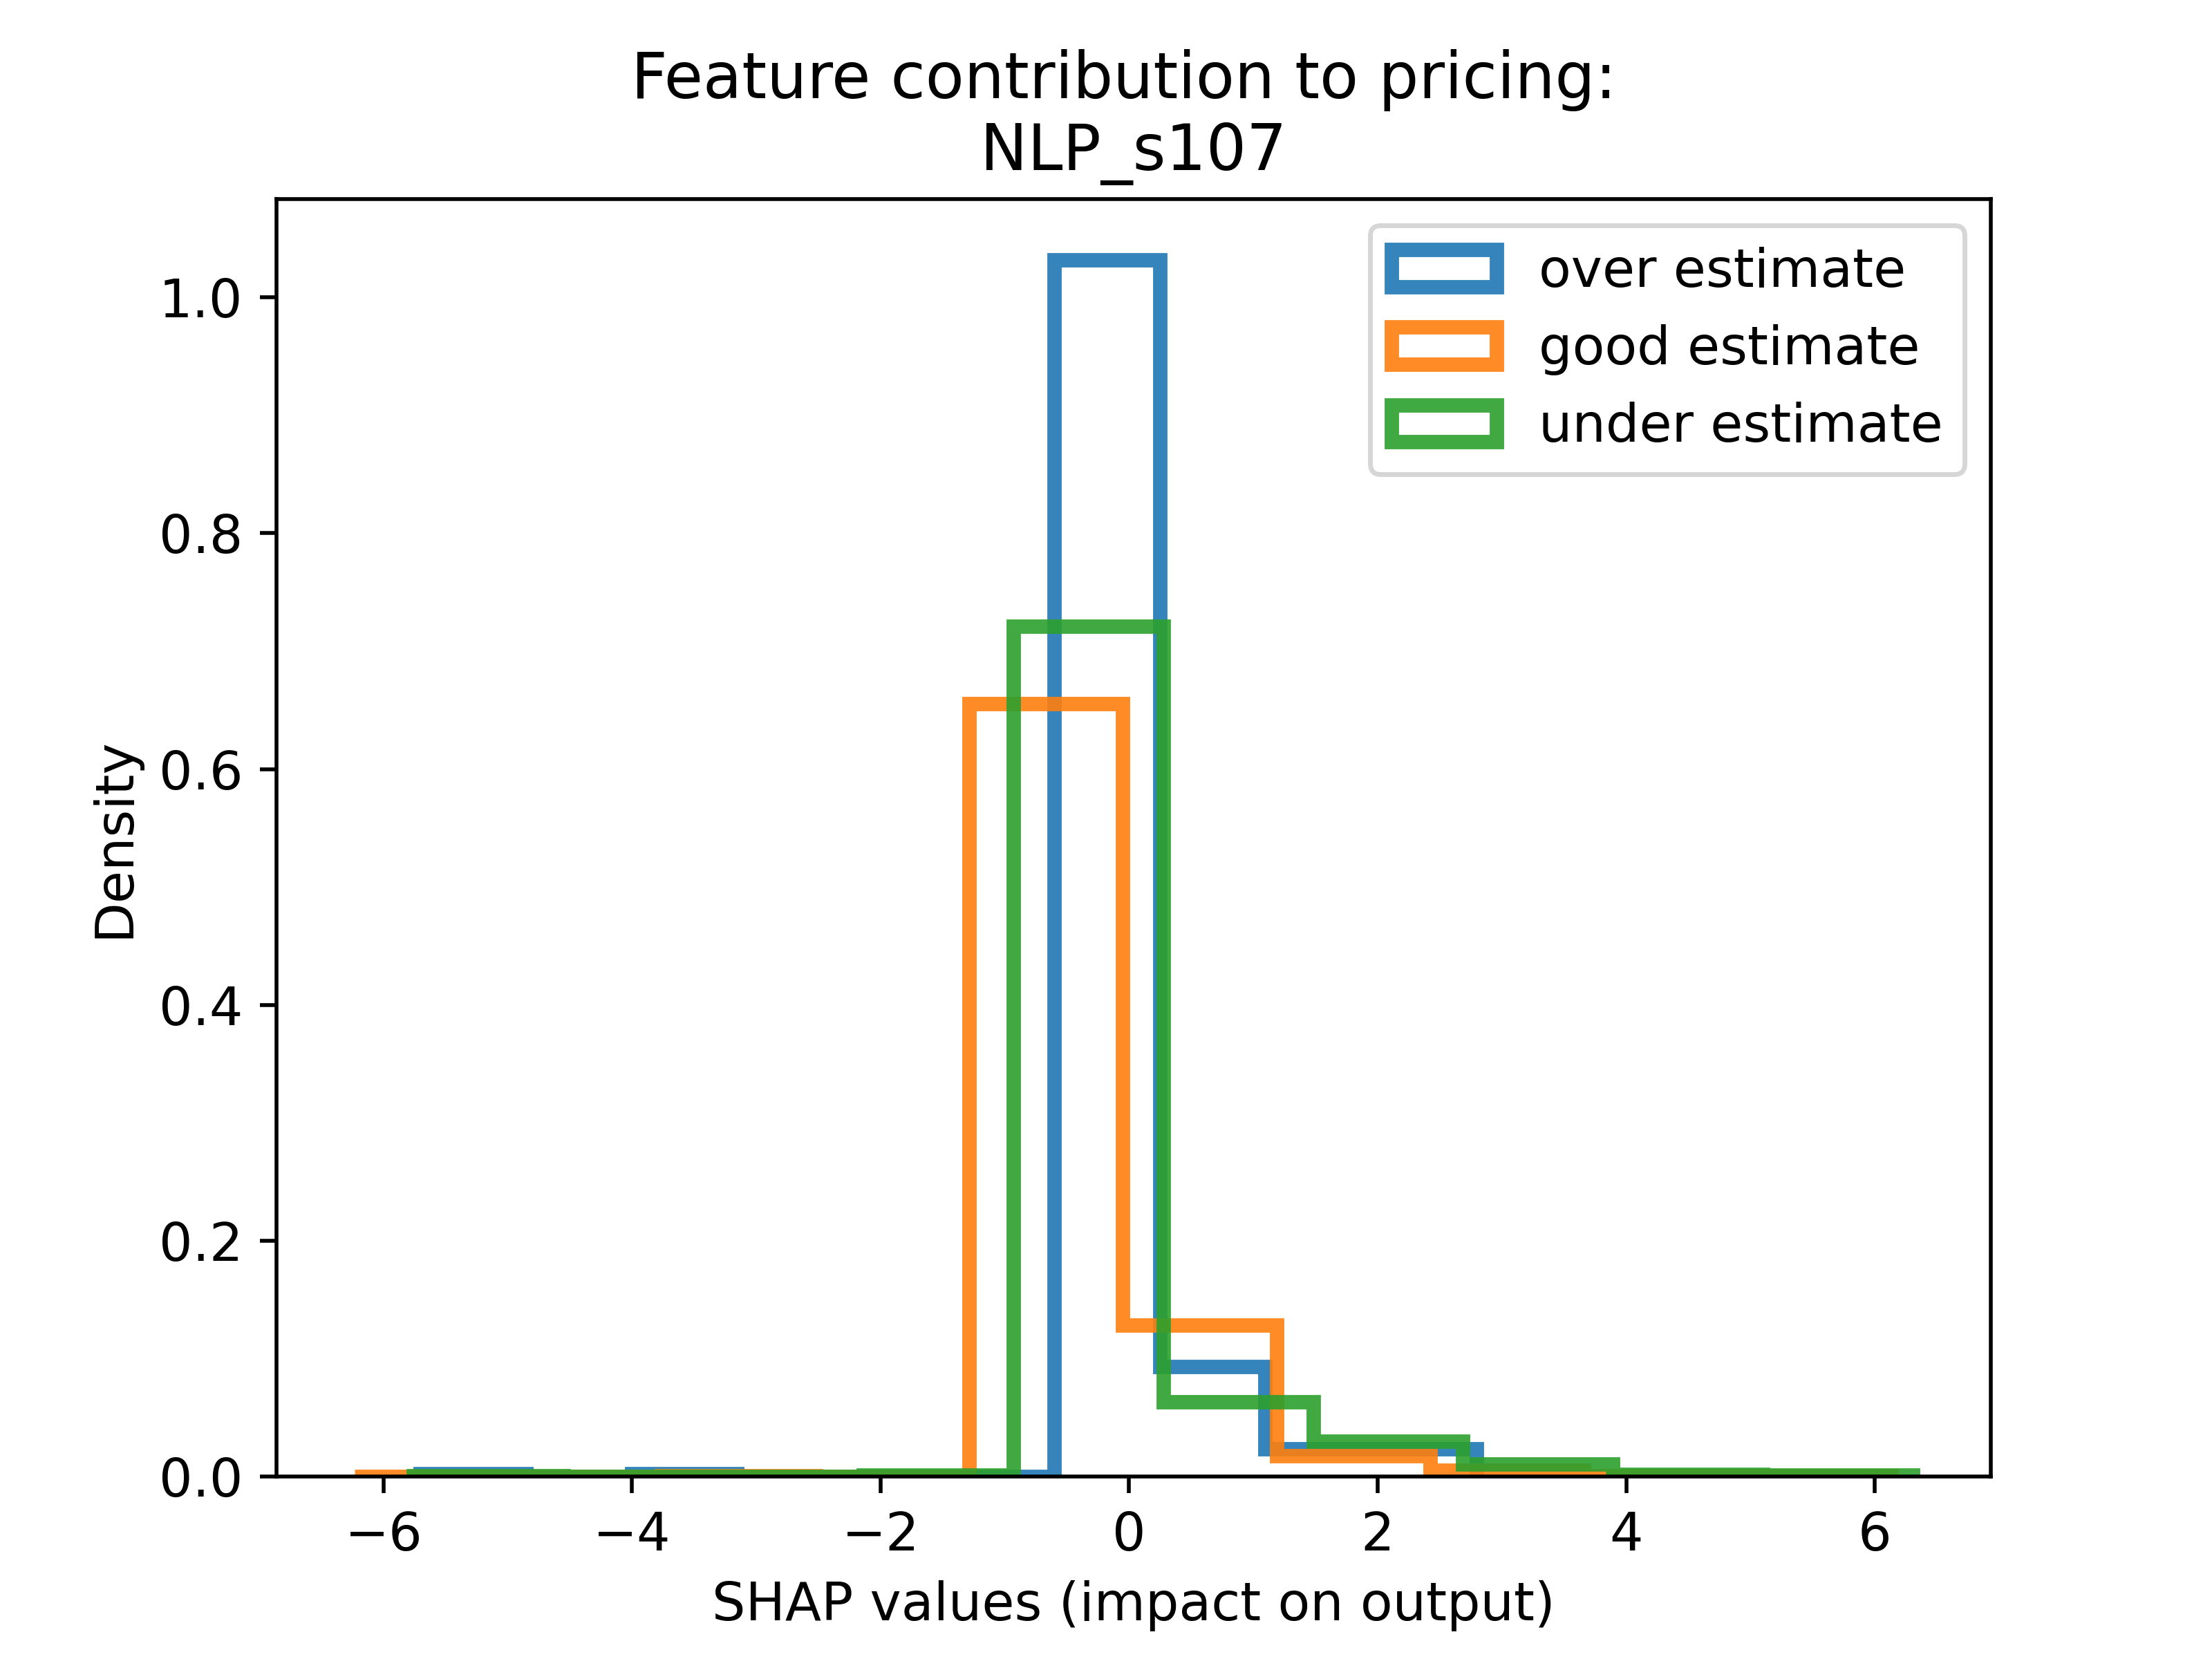 Feature contribution to pricing:
NLP_s107
over estimate
good estimate
under estimate
1.0
0.8
0.6
0.4
0.2
0.0
Density
−6 −4 −2 0 2 4 6
SHAP values (impact on output)